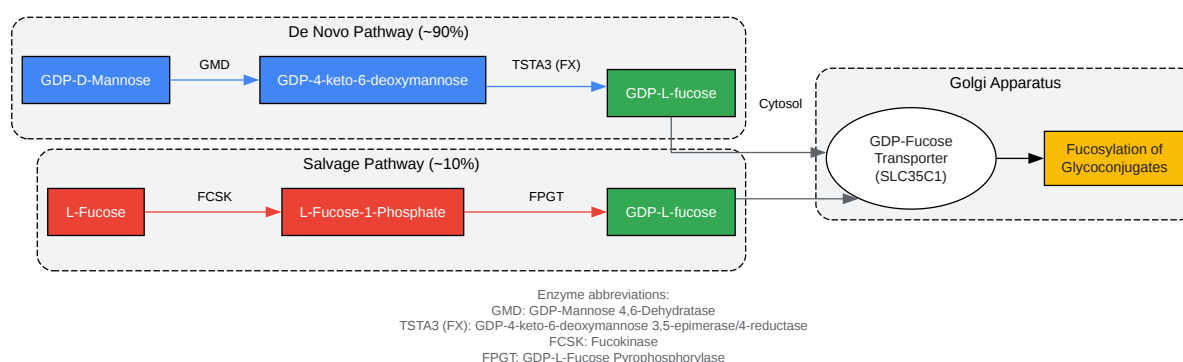 De Novo Pathway (~90%)
GDP-D-Mannose
GMD
GDP-4-keto-6-deoxymannose
TSTA3 (FX)
GDP-L-fucose
Cytosol
Golgi Apparatus
GDP-Fucose
Transporter
(SLC35C1)
Fucosylation of
Glycoconjugates
Salvage Pathway (~10%)
L-Fucose
FCSK
L-Fucose-1-Phosphate
FPGT
GDP-L-fucose
Enzyme abbreviations:
GMD: GDP-Mannose 4,6-Dehydratase
TSTA3 (FX): GDP-4-keto-6-deoxymannose 3,5-epimerase/4-reductase
FCSK: Fucokinase
FPGT: GDP-L-Fucose Pyrophosphorylase